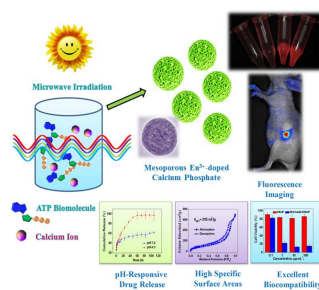 Microwave Irradiation
Mesoporous Eu³⁺-doped
Calcium Phosphate
Fluorescence
Imaging
ATP Biomolecule
Calcium Ion
pH-Responsive
Drug Release
High Specific
Surface Areas
Excellent
Biocompatibility